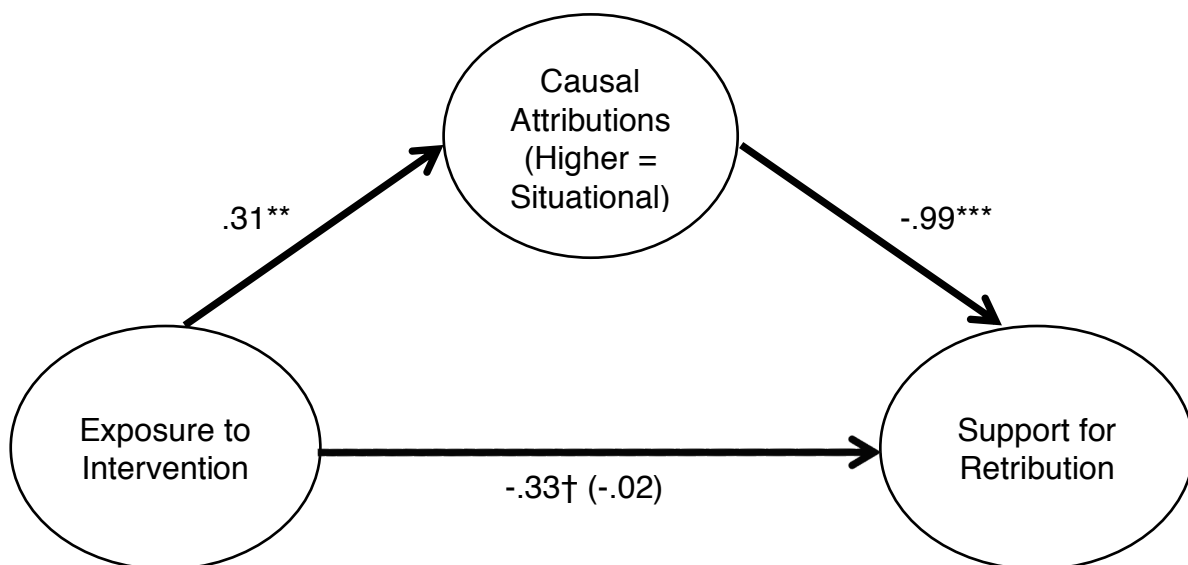 Causal
Attributions
(Higher =
Situational)
.31**
-.99***
Exposure to
Intervention
Support for
Retribution
-.33† (-.02)